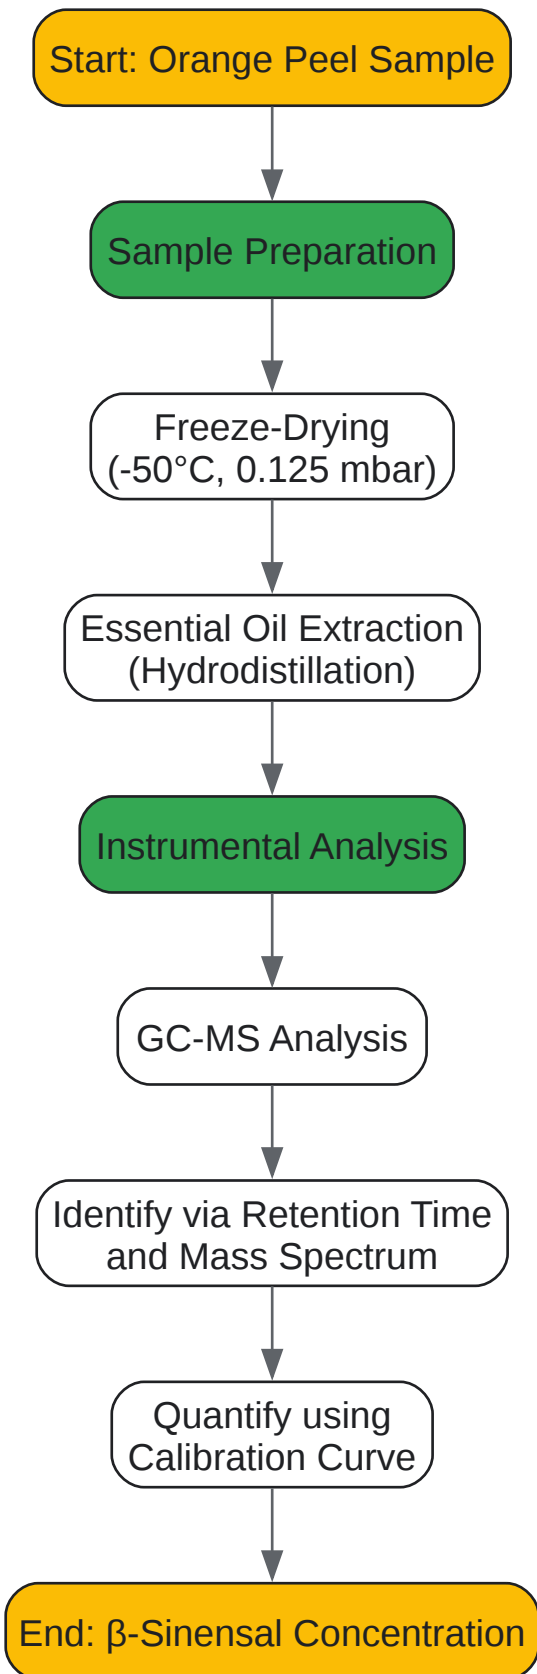 Start: Orange Peel Sample
Sample Preparation
Freeze-Drying
(-50°C, 0.125 mbar)
Essential Oil Extraction
(Hydrodistillation)
Instrumental Analysis
GC-MS Analysis
Identify via Retention Time
and Mass Spectrum
Quantify using
Calibration Curve
End: β-Sinensal Concentration